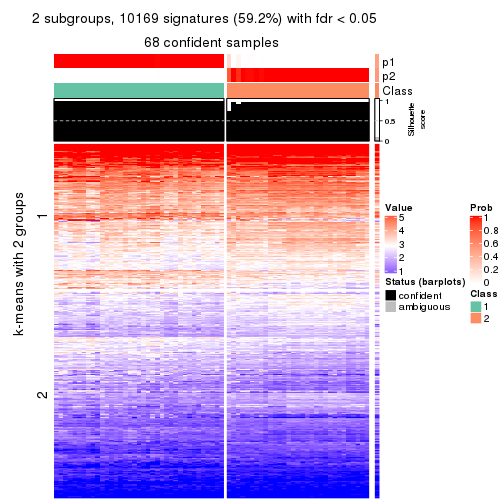 2 subgroups, 10169 signatures (59.2%) with fdr < 0.05
68 confident samples
p1
p2
Class
1
0.5
0
Silhouette
score
k-means with 2 groups
1
2
Value
5
4
3
2
1
Status (barplots)
confident
ambiguous
Prob
1
0.8
0.6
0.4
0.2
0
Class
1
2